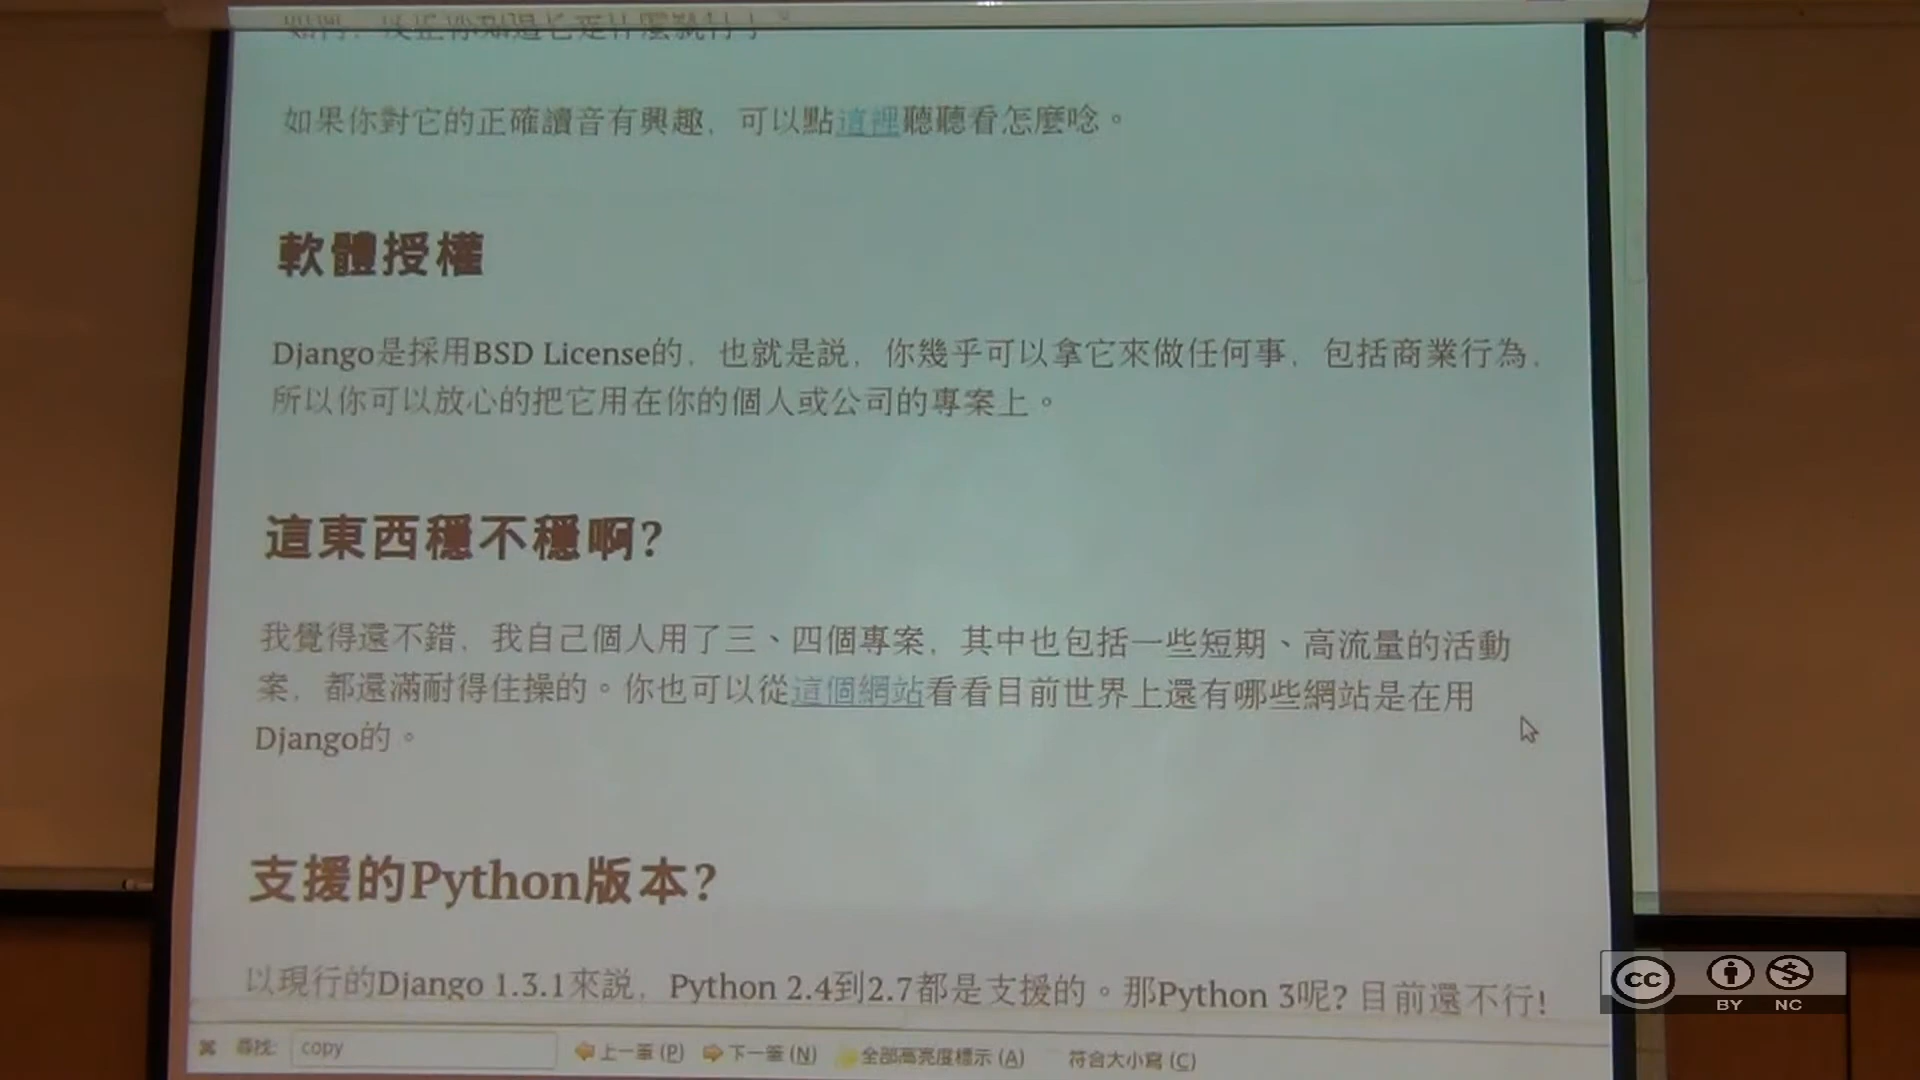 如果你對它的正確讀音有興趣，可以點這裡聽聽看怎麼唸。
軟體授權
Django是採用BSD License的，也就是説，你幾乎可以拿它來做任何事，包括商業行為，
所以你可以放心的把它用在你的個人或公司的專案上。
這東西穩不穩啊?
我覺得還不錯，我自己個人用了三、四個專案，其中也包括一些短期、高流量的活動
案，都還滿耐得住操的。你也可以從這個網站看看目前世界上還有哪些網站是在用
Django的。
支援的Python版本?
以現行的Django 1.3.1來説，Python 2.4到2.7都是支援的。那Python 3呢? 目前還不行!
尋找: copy 上一筆 (P) 下一筆 (N) 全部高亮度標示 (A) 符合大小寫 (C)
CC BY NC